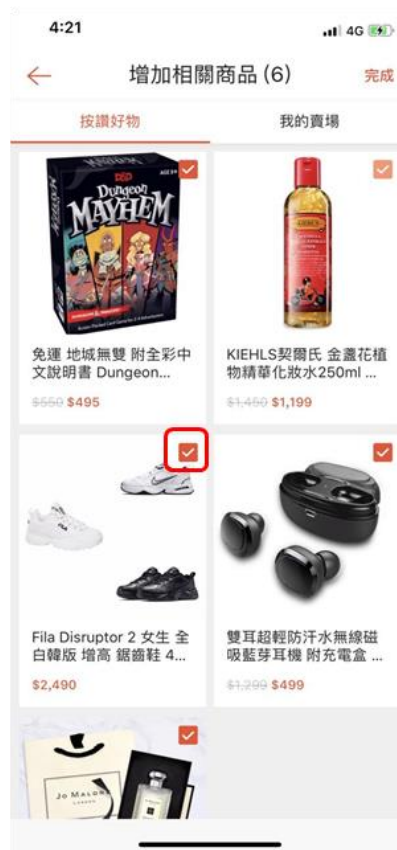 4:21
4G
增加相關商品 (6)
完成
按讚好物
我的賣場
D&D
Dungeon
MAYHEM
KIEHL'S
免運 地城無雙 附全彩中
文說明書 Dungeon...
$550 $495
KIEHLS契爾氏 金盞花植
物精華化妝水250ml ...
$1,450 $1,199
FILA
Fila Disruptor 2 女生 全
白韓版 增高 鋸齒鞋 4...
$2,490
雙耳超輕防汗水無線磁
吸藍芽耳機 附充電盒 ...
$1,299 $499
JO MALONE
LONDON